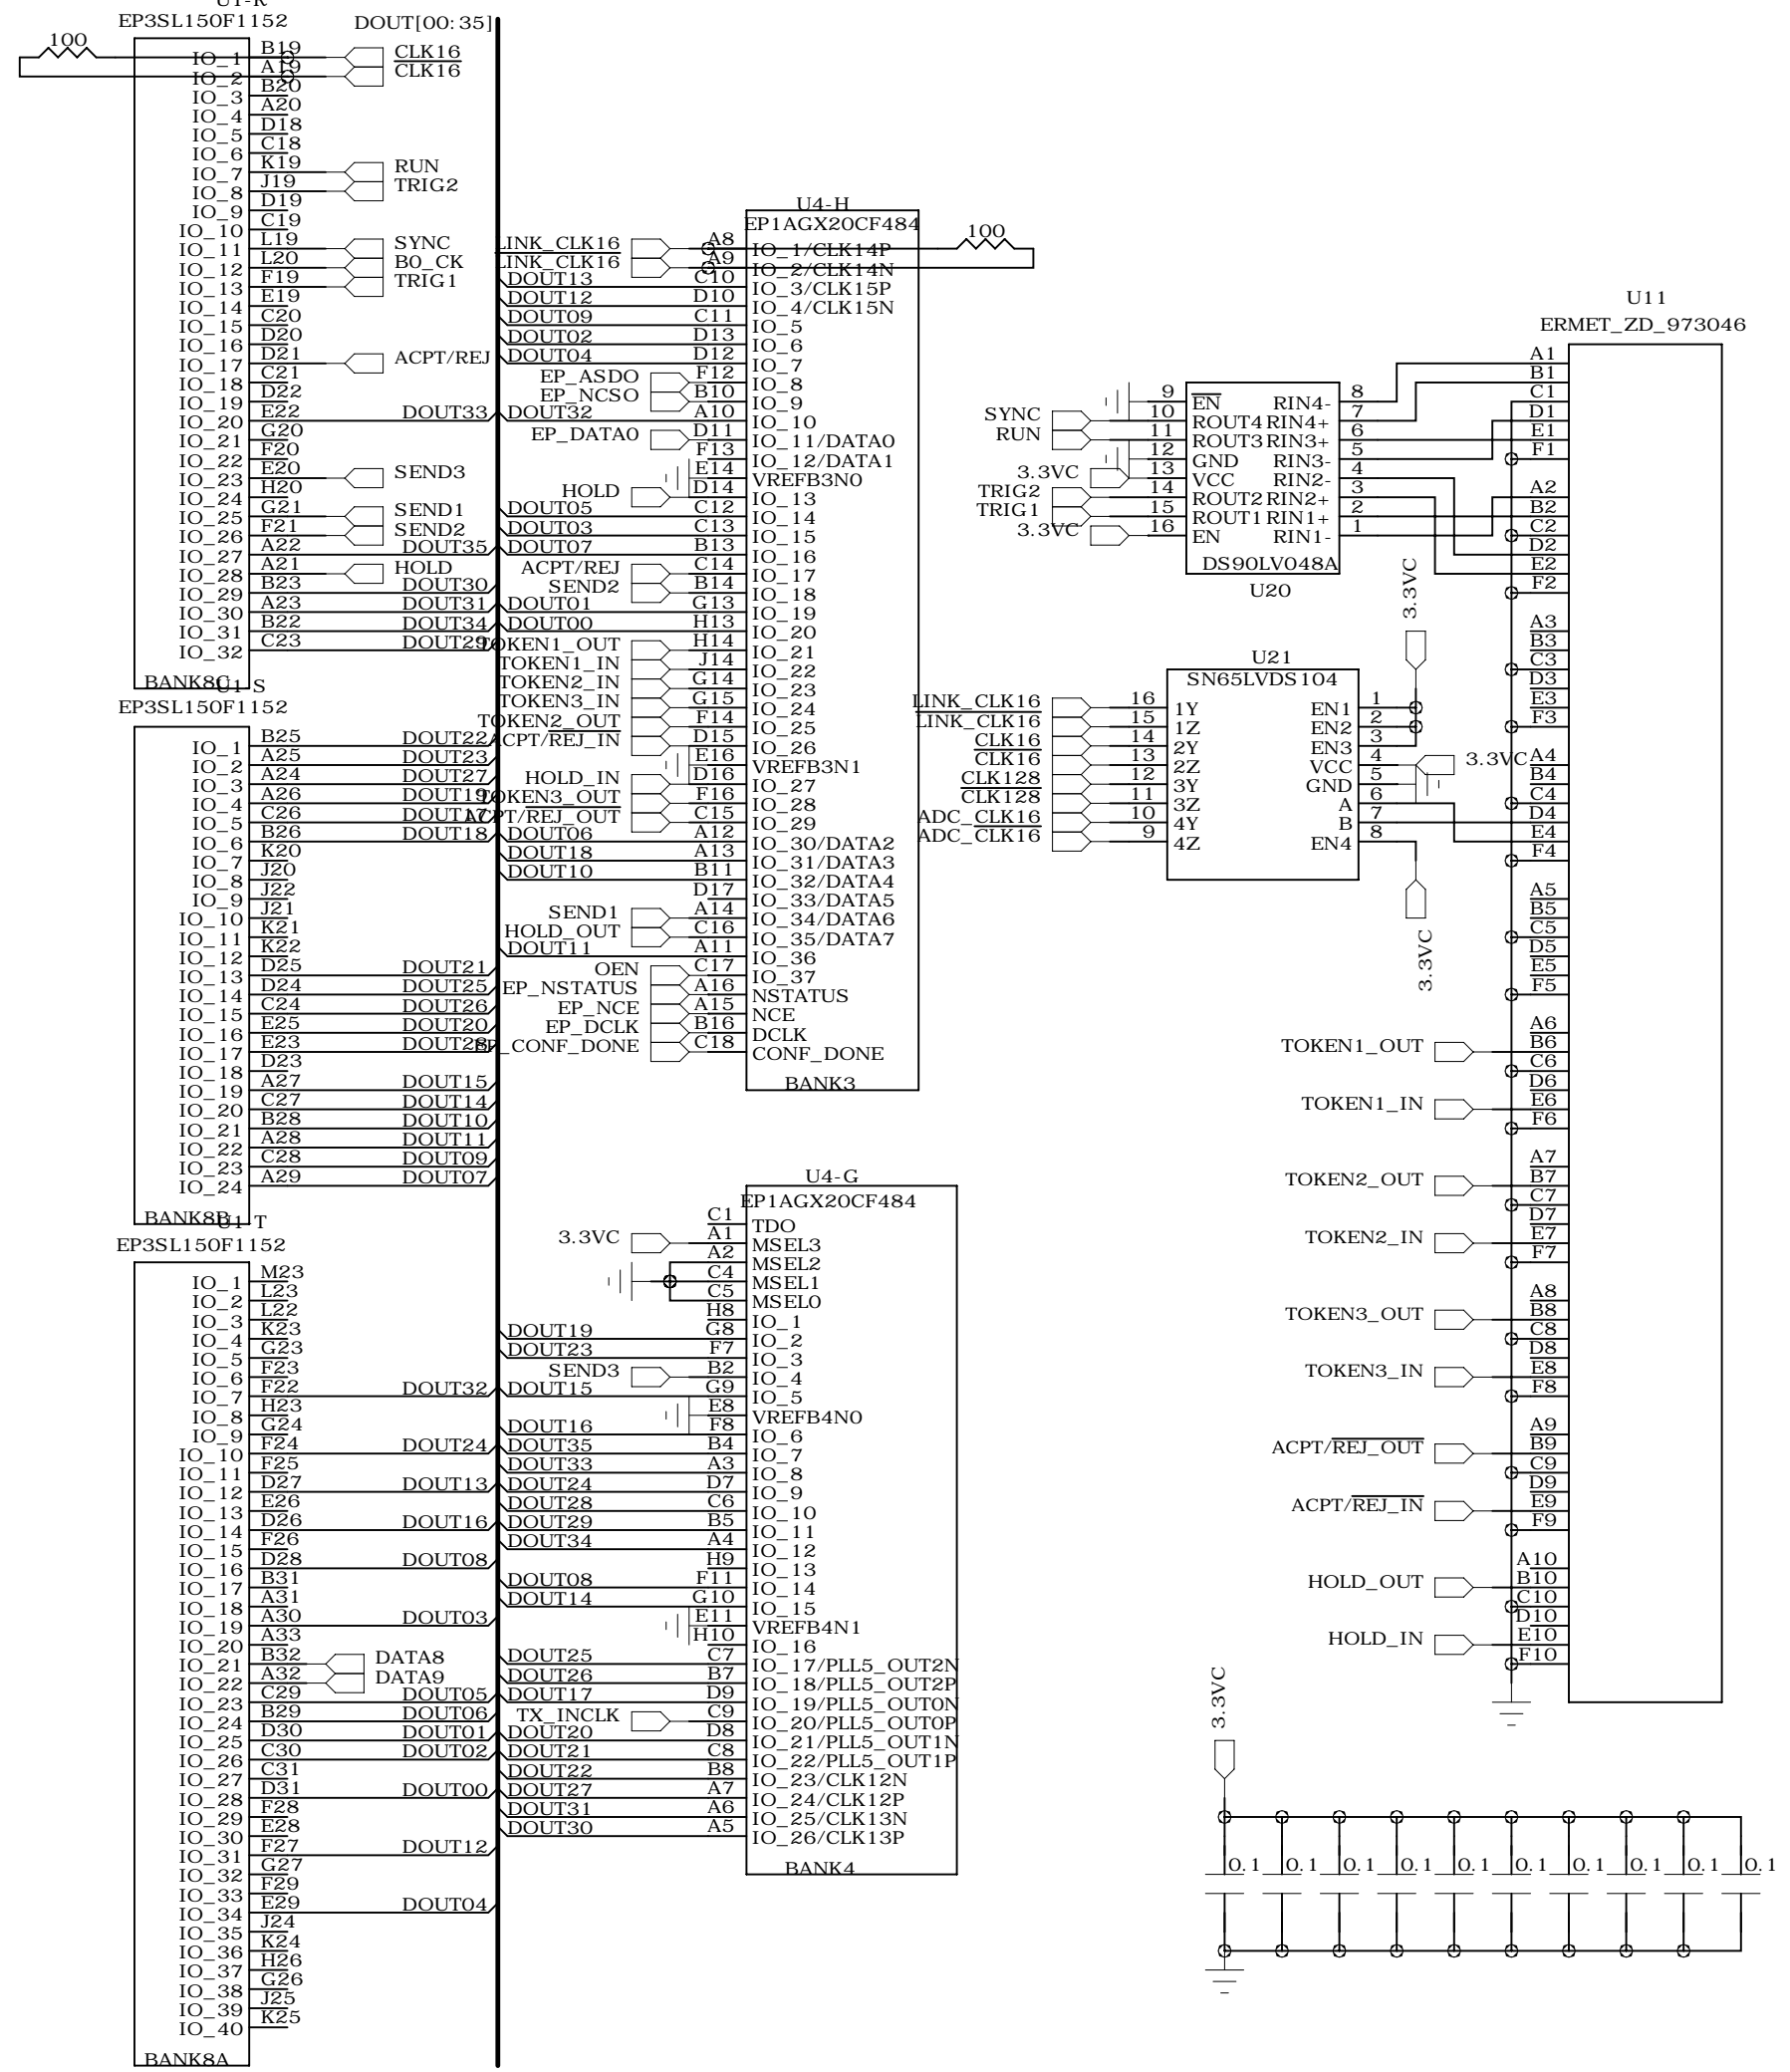 U1-R
EP3SL150F1152
DOUT[00:35]
100
IO_1 B19 CLK16
IO_2 A19 CLK16
IO_3 B20
IO_4 A20
IO_5 D18
IO_6 C18
IO_7 K19 RUN
IO_8 J19 TRIG2
IO_9 D19
IO_10 C19
IO_11 L19 SYNC
IO_12 L20 B0_CK
IO_13 F19 TRIG1
IO_14 E19
IO_15 C20
IO_16 D20
IO_17 D21 ACPT/REJ
IO_18 C21
IO_19 D22
IO_20 E22 DOUT33
IO_21 G20
IO_22 F20
IO_23 E20 SEND3
IO_24 H20
IO_25 G21 SEND1
IO_26 F21 SEND2
IO_27 A22 DOUT35
IO_28 A21 HOLD
IO_29 B23 DOUT30
IO_30 A23 DOUT31
IO_31 B22 DOUT34
IO_32 C23 DOUT29
BANK8C
U1-S
EP3SL150F1152
IO_1 B25 DOUT22
IO_2 A25 DOUT23
IO_3 A24 DOUT27
IO_4 A26 DOUT19
IO_5 C26 DOUT17
IO_6 B26 DOUT18
IO_7 K20
IO_8 J20
IO_9 J22
IO_10 J21
IO_11 K21
IO_12 K22
IO_13 D25 DOUT21
IO_14 D24 DOUT25
IO_15 C24 DOUT26
IO_16 E25 DOUT20
IO_17 E23 DOUT28
IO_18 D23
IO_19 A27 DOUT15
IO_20 C27 DOUT14
IO_21 B28 DOUT10
IO_22 A28 DOUT11
IO_23 C28 DOUT09
IO_24 A29 DOUT07
BANK8B
U1-T
EP3SL150F1152
IO_1 M23
IO_2 L23
IO_3 L22
IO_4 K23
IO_5 G23
IO_6 F23
IO_7 F22 DOUT32
IO_8 H23
IO_9 G24
IO_10 F24 DOUT24
IO_11 F25
IO_12 D27 DOUT13
IO_13 E26
IO_14 D26 DOUT16
IO_15 F26
IO_16 D28 DOUT08
IO_17 B31
IO_18 A31
IO_19 A30 DOUT03
IO_20 A33
IO_21 B32 DATA8
IO_22 A32 DATA9
IO_23 C29 DOUT05
IO_24 B29 DOUT06
IO_25 D30 DOUT01
IO_26 C30 DOUT02
IO_27 C31
IO_28 D31 DOUT00
IO_29 F28
IO_30 E28
IO_31 F27 DOUT12
IO_32 G27
IO_33 F29
IO_34 E29 DOUT04
IO_35 J24
IO_36 K24
IO_37 H26
IO_38 G26
IO_39 J25
IO_40 K25
BANK8A
U4-H
EP1AGX20CF484
100
LINK_CLK16 A8 IO_1/CLK14P
LINK_CLK16 A9 IO_2/CLK14N
DOUT13 C10 IO_3/CLK15P
DOUT12 D10 IO_4/CLK15N
DOUT09 C11 IO_5
DOUT02 D13 IO_6
DOUT04 D12 IO_7
EP_ASDO F12 IO_8
EP_NCSO B10 IO_9
DOUT32 A10 IO_10
EP_DATA0 D11 IO_11/DATA0
F13 IO_12/DATA1
E14 VREFB3N0
HOLD D14 IO_13
DOUT05 C12 IO_14
DOUT03 C13 IO_15
DOUT07 B13 IO_16
ACPT/REJ C14 IO_17
SEND2 B14 IO_18
DOUT01 G13 IO_19
DOUT00 H13 IO_20
TOKEN1_OUT H14 IO_21
TOKEN1_IN J14 IO_22
TOKEN2_IN G14 IO_23
TOKEN3_IN G15 IO_24
TOKEN2_OUT F14 IO_25
ACPT/REJ_IN D15 IO_26
E16 VREFB3N1
HOLD_IN D16 IO_27
TOKEN3_OUT F16 IO_28
ACPT/REJ_OUT C15 IO_29
DOUT06 A12 IO_30/DATA2
DOUT18 A13 IO_31/DATA3
DOUT10 B11 IO_32/DATA4
D17 IO_33/DATA5
SEND1 A14 IO_34/DATA6
HOLD_OUT C16 IO_35/DATA7
DOUT11 A11 IO_36
OEN C17 IO_37
EP_NSTATUS A16 NSTATUS
EP_NCE A15 NCE
EP_DCLK B16 DCLK
EP_CONF_DONE C18 CONF_DONE
BANK3
U4-G
EP1AGX20CF484
C1 TDO
3.3VC A1 MSEL3
A2 MSEL2
C4 MSEL1
C5 MSEL0
H8 IO_1
DOUT19 G8 IO_2
DOUT23 F7 IO_3
SEND3 B2 IO_4
DOUT15 G9 IO_5
E8 VREFB4N0
DOUT16 F8 IO_6
DOUT35 B4 IO_7
DOUT33 A3 IO_8
DOUT24 D7 IO_9
DOUT28 C6 IO_10
DOUT29 B5 IO_11
DOUT34 A4 IO_12
H9 IO_13
DOUT08 F11 IO_14
DOUT14 G10 IO_15
E11 VREFB4N1
H10 IO_16
DOUT25 C7 IO_17/PLL5_OUT2N
DOUT26 B7 IO_18/PLL5_OUT2P
DOUT17 D9 IO_19/PLL5_OUT0N
TX_INCLK C9 IO_20/PLL5_OUT0P
DOUT20 D8 IO_21/PLL5_OUT1N
DOUT21 C8 IO_22/PLL5_OUT1P
DOUT22 B8 IO_23/CLK12N
DOUT27 A7 IO_24/CLK12P
DOUT31 A6 IO_25/CLK13N
DOUT30 A5 IO_26/CLK13P
BANK4
9 EN RIN4- 8
SYNC 10 ROUT4 RIN4+ 7
RUN 11 ROUT3 RIN3+ 6
12 GND RIN3- 5
3.3VC 13 VCC RIN2- 4
TRIG2 14 ROUT2 RIN2+ 3
TRIG1 15 ROUT1 RIN1+ 2
3.3VC 16 EN RIN1- 1
DS90LV048A
U20
3.3VC
U21
SN65LVDS104
LINK_CLK16 16 1Y EN1 1
LINK_CLK16 15 1Z EN2 2
CLK16 14 2Y EN3 3
CLK16 13 2Z VCC 4 3.3VC
CLK128 12 3Y GND 5
CLK128 11 3Z A 6
ADC_CLK16 10 4Y B 7
ADC_CLK16 9 4Z EN4 8
3.3VC
U11
ERMET_ZD_973046
A1
B1
C1
D1
E1
F1
A2
B2
C2
D2
E2
F2
A3
B3
C3
D3
E3
F3
A4
B4
C4
D4
E4
F4
A5
B5
C5
D5
E5
F5
A6
TOKEN1_OUT B6
C6
D6
TOKEN1_IN E6
F6
A7
TOKEN2_OUT B7
C7
D7
TOKEN2_IN E7
F7
A8
TOKEN3_OUT B8
C8
D8
TOKEN3_IN E8
F8
A9
ACPT/REJ_OUT B9
C9
D9
ACPT/REJ_IN E9
F9
A10
HOLD_OUT B10
C10
D10
HOLD_IN E10
F10
3.3VC
0.1 0.1 0.1 0.1 0.1 0.1 0.1 0.1 0.1 0.1